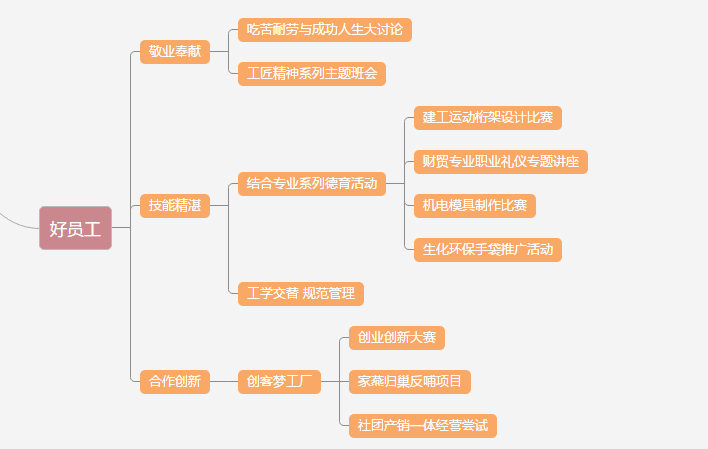 吃苦耐劳与成功人生大讨论
敬业奉献
工匠精神系列主题班会
建工运动桁架设计比赛
财贸专业职业礼仪专题讲座
结合专业系列德育活动
技能精湛
机电模具制作比赛
好员工
生化环保手袋推广活动
工学交替 规范管理
创业创新大赛
合作创新
创客梦工厂
家燕归巢反哺项目
社团产销一体经营尝试